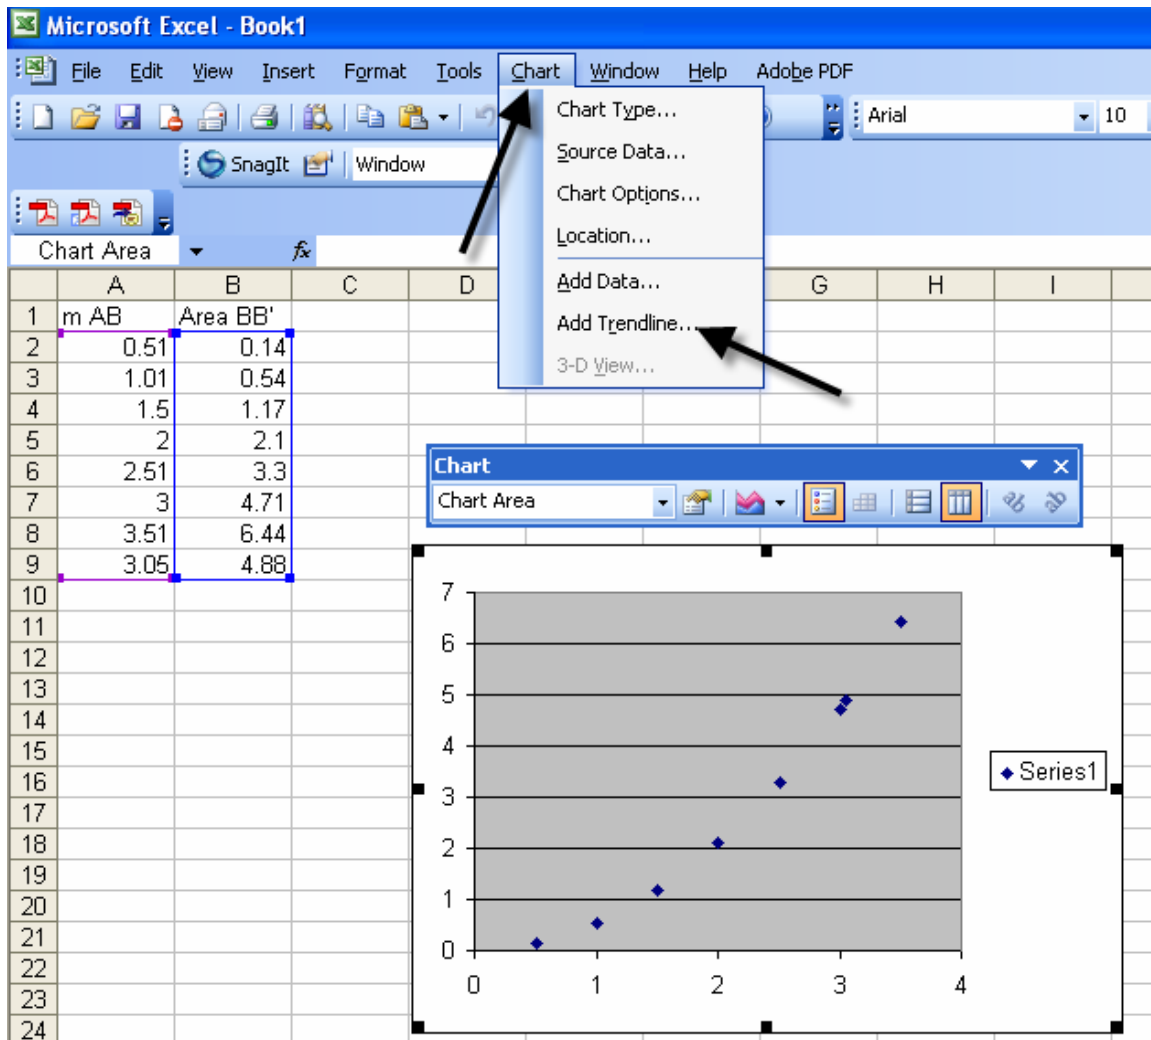 Microsoft Excel - Book1
File Edit View Insert Format Tools Chart Window Help Adobe PDF
Arial 10
SnagIt Window
Chart Type...
Source Data...
Chart Options...
Location...
Add Data...
Add Trendline...
3-D View...
Chart Area fx
A B C D G H I
1 m AB Area BB'
2 0.51 0.14
3 1.01 0.54
4 1.5 1.17
5 2 2.1
6 2.51 3.3
7 3 4.71
8 3.51 6.44
9 3.05 4.88
10
11
12
13
14
15
16
17
18
19
20
21
22
23
24
Chart
Chart Area
7
6
5
4
3
2
1
0
0 1 2 3 4
Series1